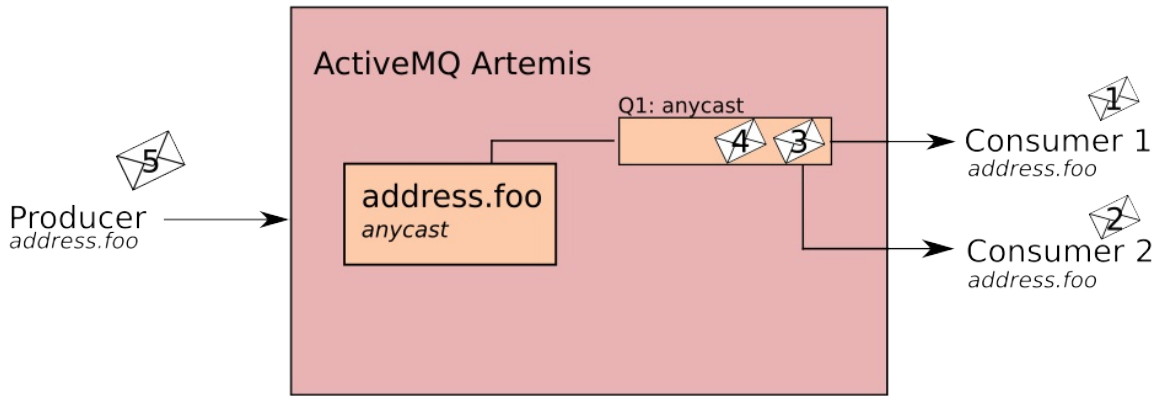 ActiveMQ Artemis
Q1: anycast
4
3
address.foo
anycast
5
Producer
address.foo
1
Consumer 1
address.foo
2
Consumer 2
address.foo